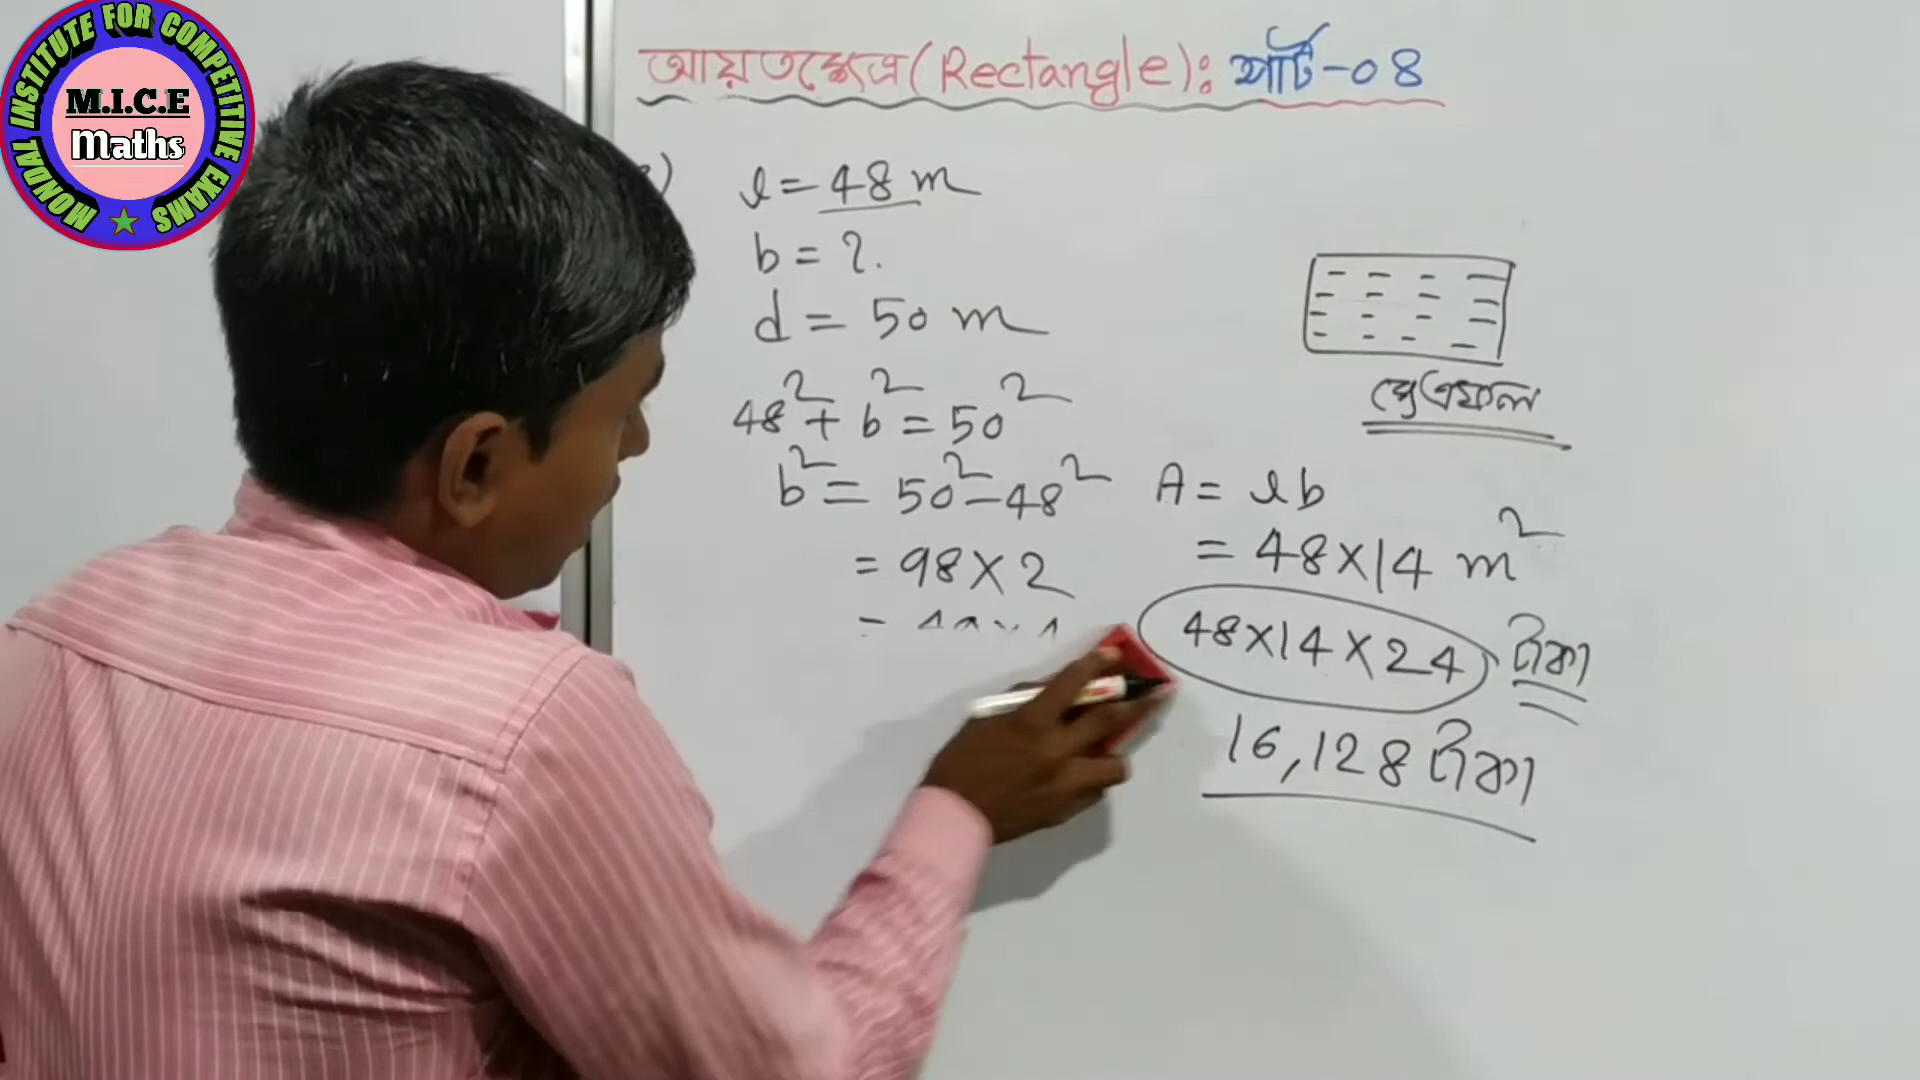 MONDAL INSTITUTE FOR COMPETITIVE EXAMS
M.I.C.E
Maths
আয়তক্ষেত্র (Rectangle): পার্ট-০৪
l = 48 m
b = ?.
d = 50 m
48² + b² = 50²
b² = 50² - 48²
= 98 × 2
ক্ষেত্রফল
A = lb
= 48×14 m²
48×14×24 টাকা
16,128 টাকা